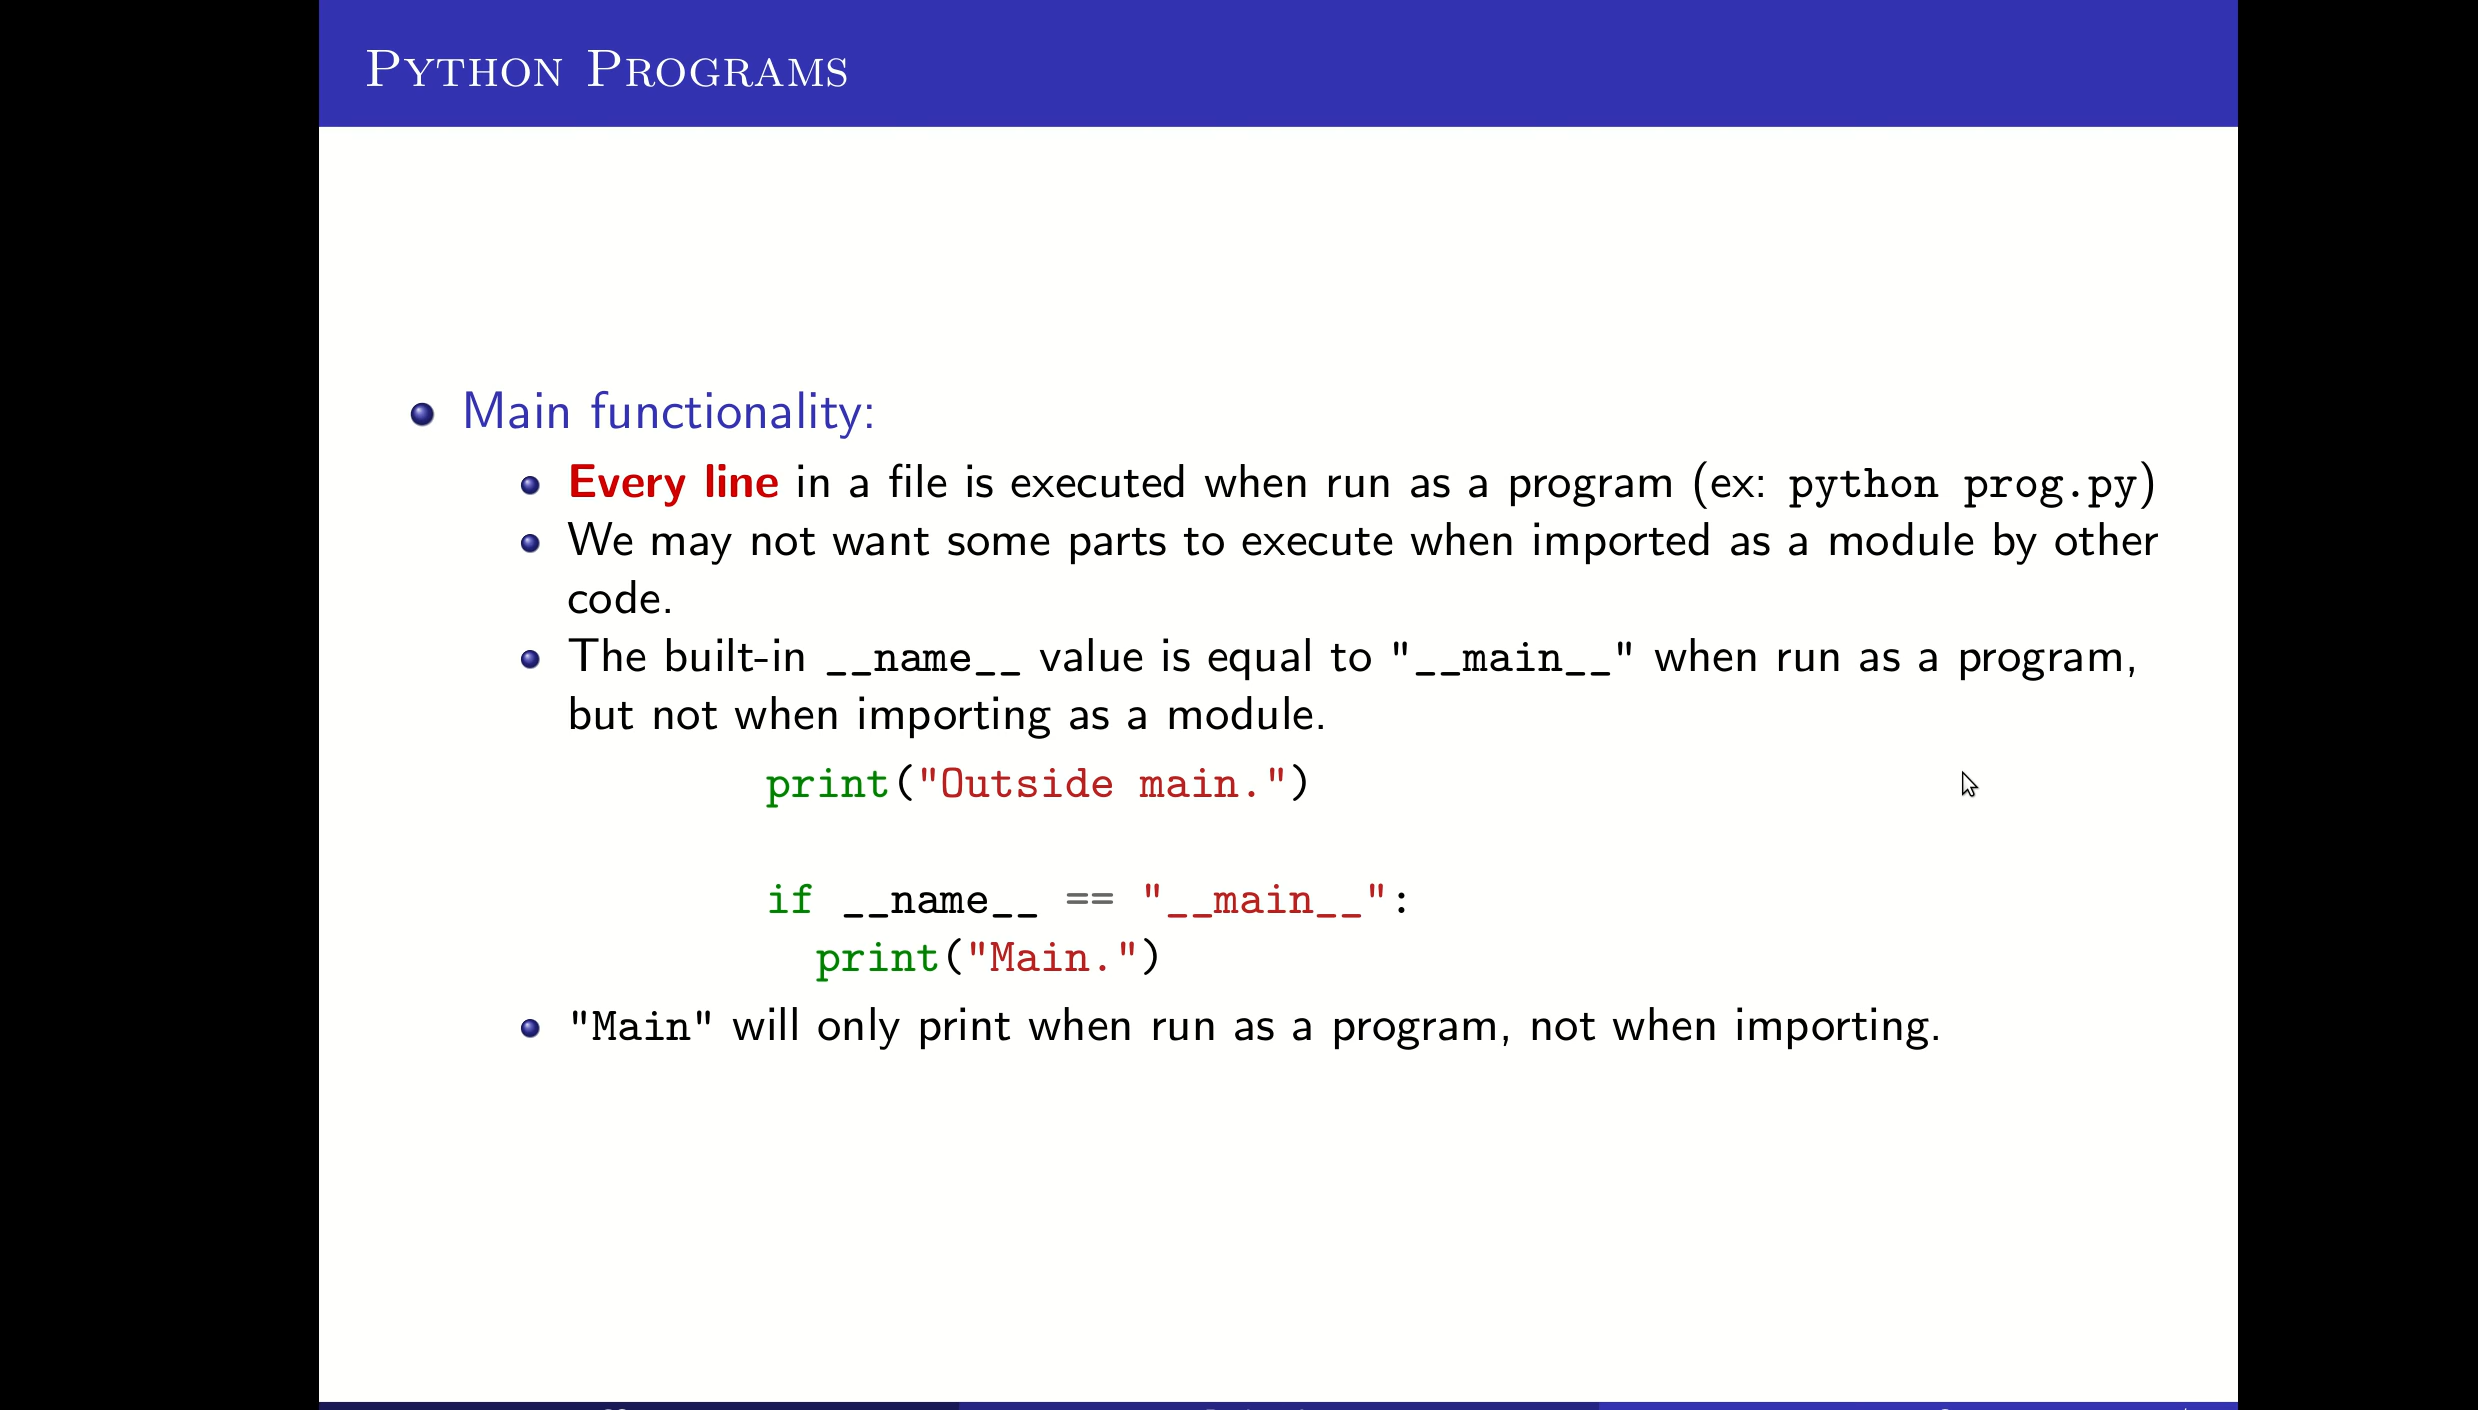 Python Programs
Main functionality:
Every line in a file is executed when run as a program (ex: python prog.py)
We may not want some parts to execute when imported as a module by other
code.
The built-in __name__ value is equal to "__main__" when run as a program,
but not when importing as a module.
print("Outside main.")
if __name__ == "__main__":
print("Main.")
"Main" will only print when run as a program, not when importing.